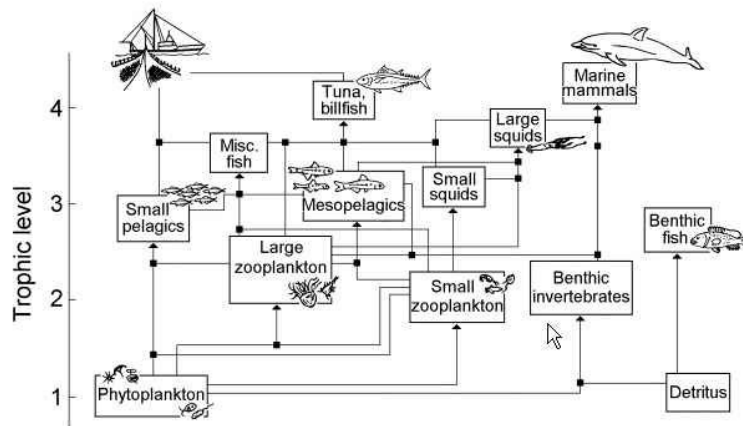 Trophic level
4
3
2
1
Tuna,
billfish
Marine
mammals
Large
squids
Misc.
fish
Small
squids
Mesopelagics
Small
pelagics
Benthic
fish
Large
zooplankton
Small
zooplankton
Benthic
invertebrates
Phytoplankton
Detritus